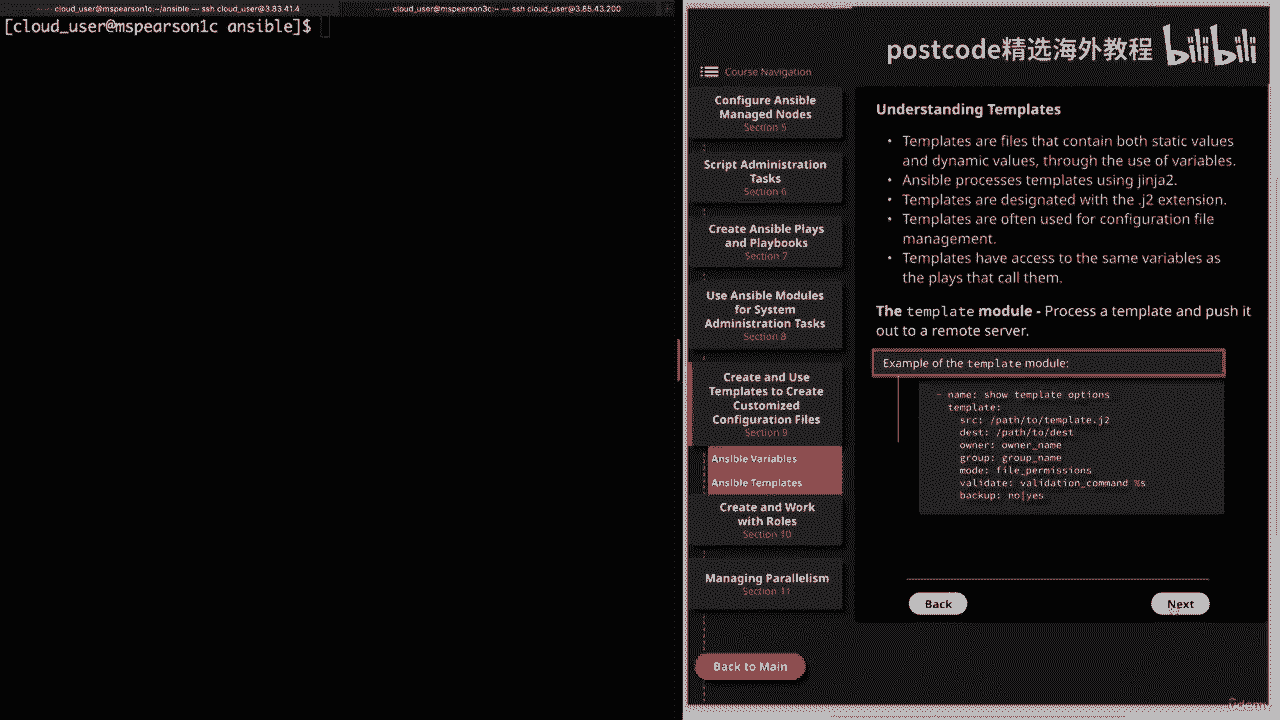 cloud_user@mspearson1c:~/ansible — ssh cloud_user@3.83.41.4
cloud_user@mspearson3c:~ — ssh cloud_user@3.85.43.200
[cloud_user@mspearson1c ansible]$
postcode精选海外教程 bilibili
Course Navigation
Configure Ansible
Managed Nodes
Section 5
Script Administration
Tasks
Section 6
Create Ansible Plays
and Playbooks
Section 7
Use Ansible Modules
for System
Administration Tasks
Section 8
Create and Use
Templates to Create
Customized
Configuration Files
Section 9
Ansible Variables
Ansible Templates
Create and Work
with Roles
Section 10
Managing Parallelism
Section 11
Back to Main
Understanding Templates
• Templates are files that contain both static values
and dynamic values, through the use of variables.
• Ansible processes templates using jinja2.
• Templates are designated with the .j2 extension.
• Templates are often used for configuration file
management.
• Templates have access to the same variables as
the plays that call them.
The template module - Process a template and push it
out to a remote server.
Example of the template module:
- name: show template options
template:
src: /path/to/template.j2
dest: /path/to/dest
owner: owner_name
group: group_name
mode: file_permissions
validate: validation_command %s
backup: no|yes
Back
Next